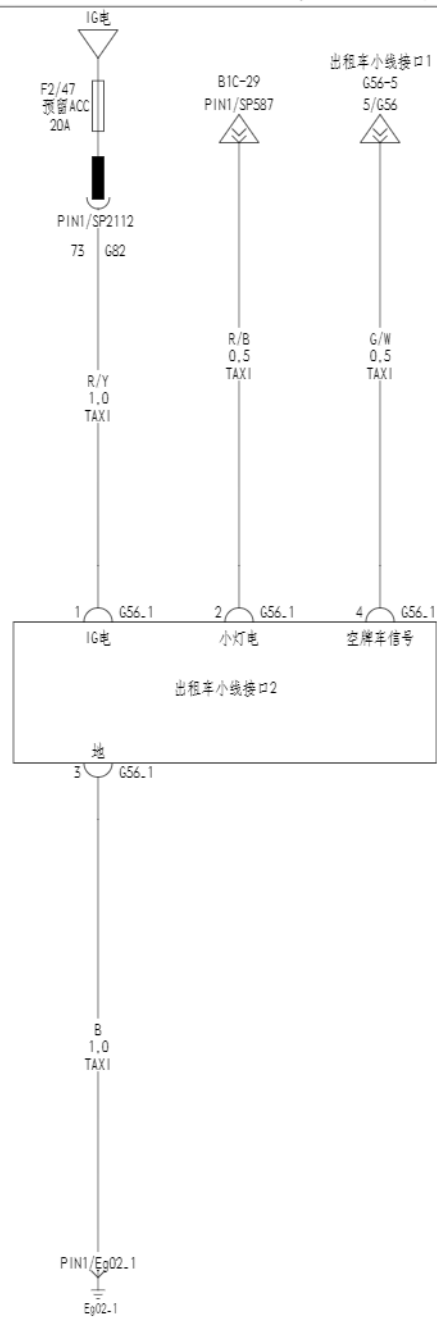 IG电
F2/47
预留ACC
20A
PIN1/SP2112
73 G82
R/Y
1.0
TAXI
B1C-29
PIN1/SP587
R/B
0.5
TAXI
出租车小线接口1
G56-5
5/G56
G/W
0.5
TAXI
1 G56_1
2 G56_1
4 G56_1
IG电
小灯电
空牌车信号
出租车小线接口2
地
3 G56_1
B
1.0
TAXI
PIN1/Eg02_1
Eg02-1